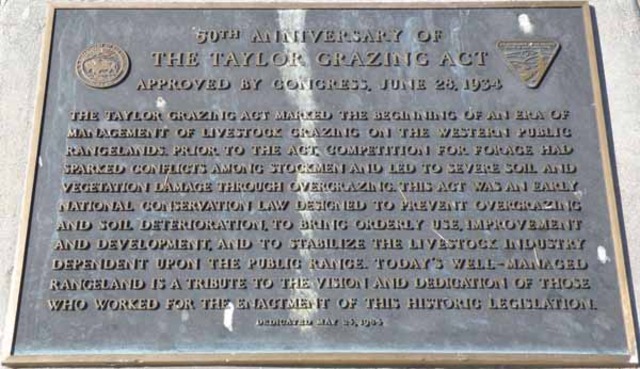 50TH ANNIVERSARY OF
THE TAYLOR GRAZING ACT
APPROVED BY CONGRESS, JUNE 28, 1934
THE TAYLOR GRAZING ACT MARKED THE BEGINNING OF AN ERA OF
MANAGEMENT OF LIVESTOCK GRAZING ON THE WESTERN PUBLIC
RANGELANDS. PRIOR TO THE ACT, COMPETITION FOR FORAGE HAD
SPARKED CONFLICTS AMONG STOCKMEN AND LED TO SEVERE SOIL AND
VEGETATION DAMAGE THROUGH OVERGRAZING. THIS ACT WAS AN EARLY
NATIONAL CONSERVATION LAW DESIGNED TO PREVENT OVERGRAZING
AND SOIL DETERIORATION, TO BRING ORDERLY USE, IMPROVEMENT
AND DEVELOPMENT, AND TO STABILIZE THE LIVESTOCK INDUSTRY
DEPENDENT UPON THE PUBLIC RANGE. TODAY'S WELL-MANAGED
RANGELAND IS A TRIBUTE TO THE VISION AND DEDICATION OF THOSE
WHO WORKED FOR THE ENACTMENT OF THIS HISTORIC LEGISLATION.
DEDICATED MAY 24, 1984